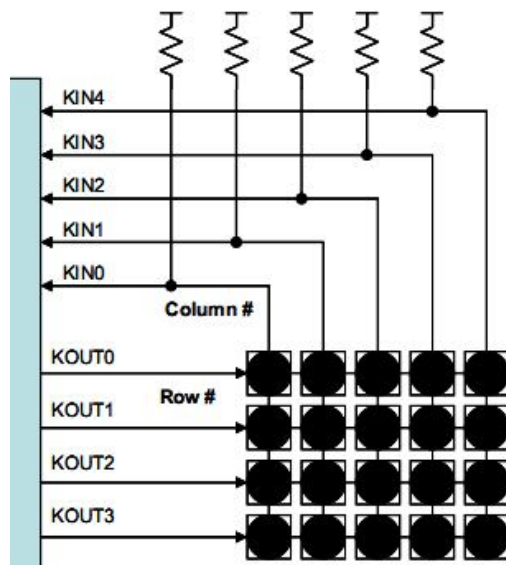 KIN4
KIN3
KIN2
KIN1
KIN0
Column #
KOUT0
Row #
KOUT1
KOUT2
KOUT3